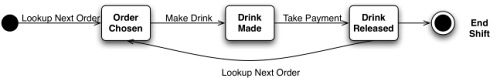 Lookup Next Order
Order
Chosen
Make Drink
Drink
Made
Take Payment
Drink
Released
End
Shift
Lookup Next Order